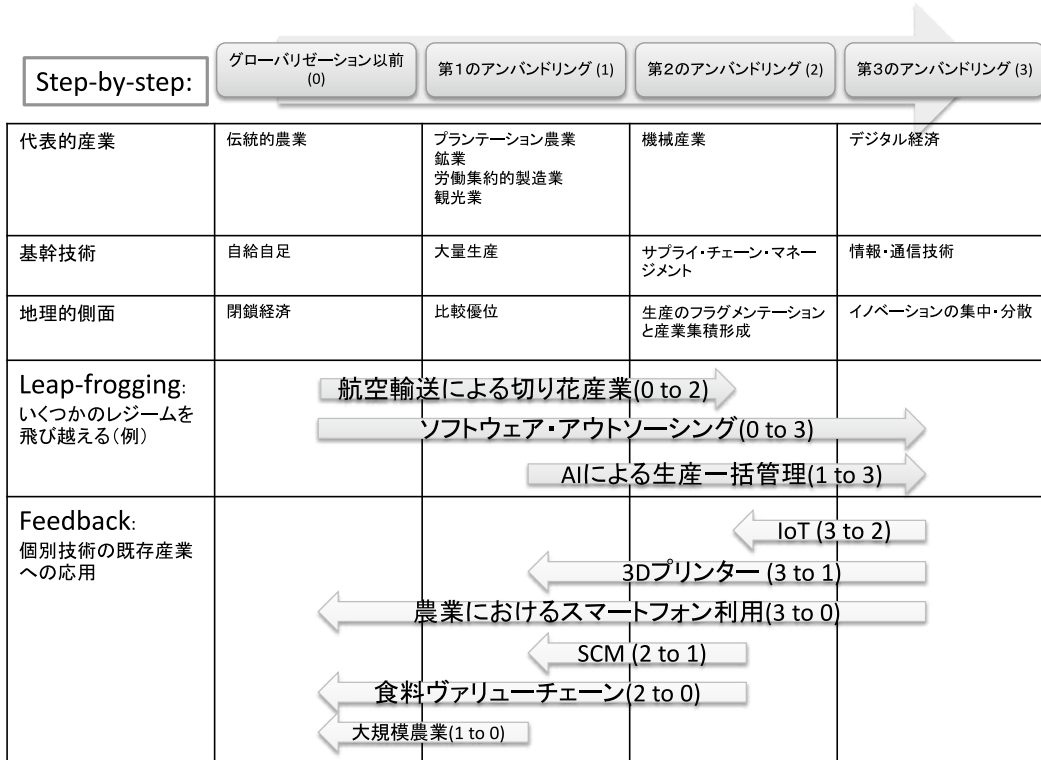 Step-by-step:
グローバリゼーション以前
(0)
第1のアンバンドリング (1)
第2のアンバンドリング (2)
第3のアンバンドリング (3)
代表的産業
伝統的農業
プランテーション農業
鉱業
労働集約的製造業
観光業
機械産業
デジタル経済
基幹技術
自給自足
大量生産
サプライ・チェーン・マネー
ジメント
情報・通信技術
地理的側面
閉鎖経済
比較優位
生産のフラグメンテーション
と産業集積形成
イノベーションの集中・分散
Leap-frogging:
いくつかのレジームを
飛び越える(例)
航空輸送による切り花産業(0 to 2)
ソフトウェア・アウトソーシング(0 to 3)
AIによる生産一括管理(1 to 3)
Feedback:
個別技術の既存産業
への応用
IoT (3 to 2)
3Dプリンター (3 to 1)
農業におけるスマートフォン利用(3 to 0)
SCM (2 to 1)
食料ヴァリューチェーン(2 to 0)
大規模農業(1 to 0)